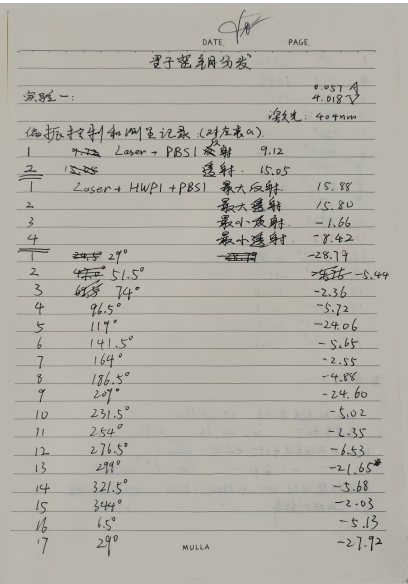 DATE. PAGE.
量子密钥分发
0.057 A
实验一: 4.018 V
激光: 404nm
偏振控制和测量记录(对左表a)
1 Laser + PBS1 反射 9.12
2 透射 15.05
1 Laser + HWP1 + PBS1 最大反射 15.88
2 最大透射 15.80
3 最小反射 -1.66
4 最小透射 -8.42
1 29° -28.79
2 51.5° -5.44
3 74° -2.36
4 96.5° -5.72
5 119° -24.06
6 141.5° -5.65
7 164° -2.55
8 186.5° -4.88
9 209° -24.60
10 231.5° -5.02
11 254° -2.35
12 276.5° -6.53
13 299° -21.65
14 321.5° -5.68
15 344° -2.03
16 6.5° -5.13
17 29° -27.92
MULLA